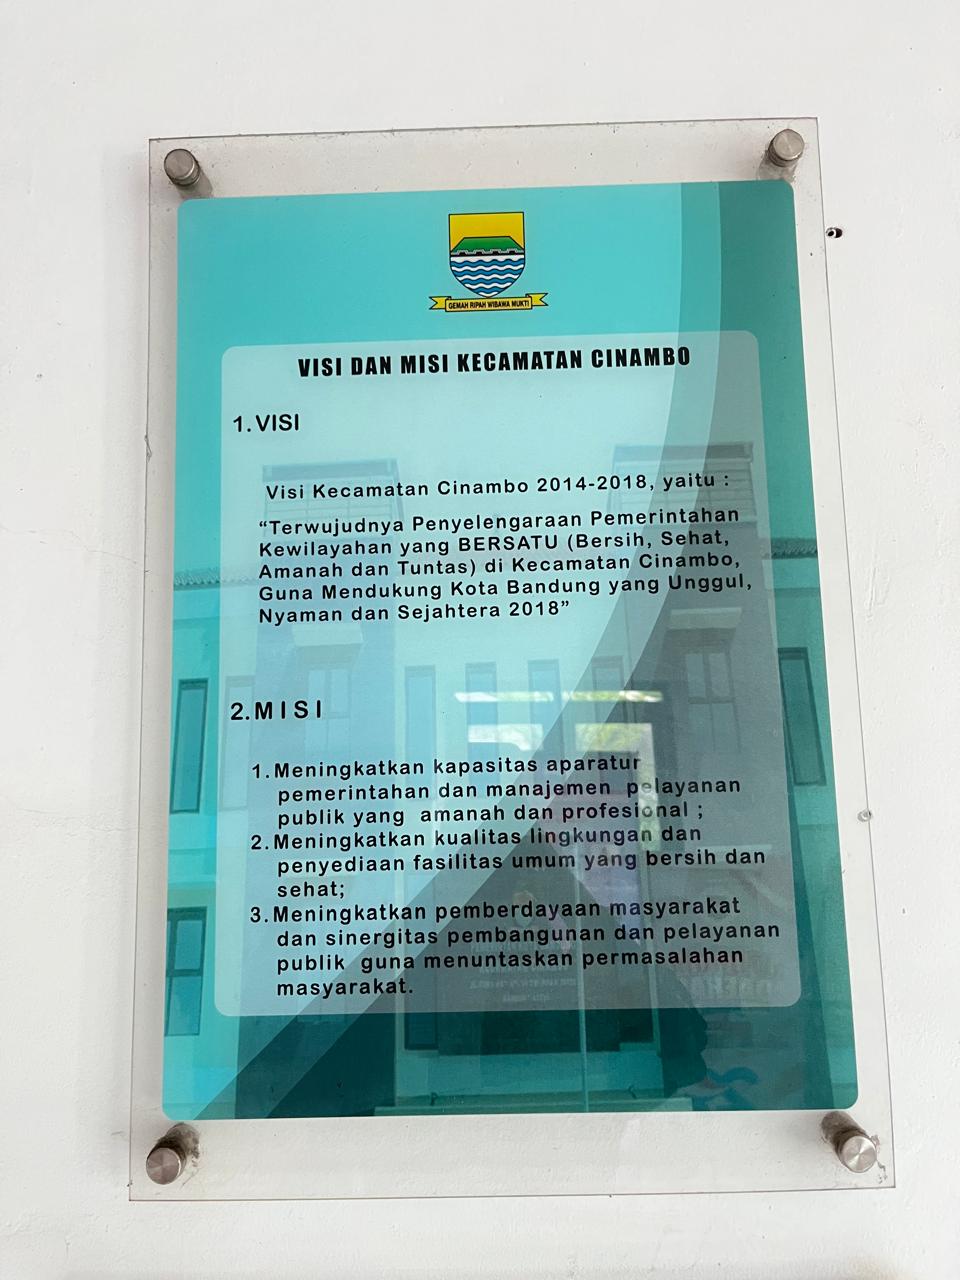 GEMAH RIPAH WIBAWA MUKTI
VISI DAN MISI KECAMATAN CINAMBO
1. VISI
Visi Kecamatan Cinambo 2014-2018, yaitu :
“Terwujudnya Penyelengaraan Pemerintahan
Kewilayahan yang BERSATU (Bersih, Sehat,
Amanah dan Tuntas) di Kecamatan Cinambo,
Guna Mendukung Kota Bandung yang Unggul,
Nyaman dan Sejahtera 2018”
2. M I S I
1. Meningkatkan kapasitas aparatur
pemerintahan dan manajemen pelayanan
publik yang amanah dan profesional ;
2. Meningkatkan kualitas lingkungan dan
penyediaan fasilitas umum yang bersih dan
sehat;
3. Meningkatkan pemberdayaan masyarakat
dan sinergitas pembangunan dan pelayanan
publik guna menuntaskan permasalahan
masyarakat.